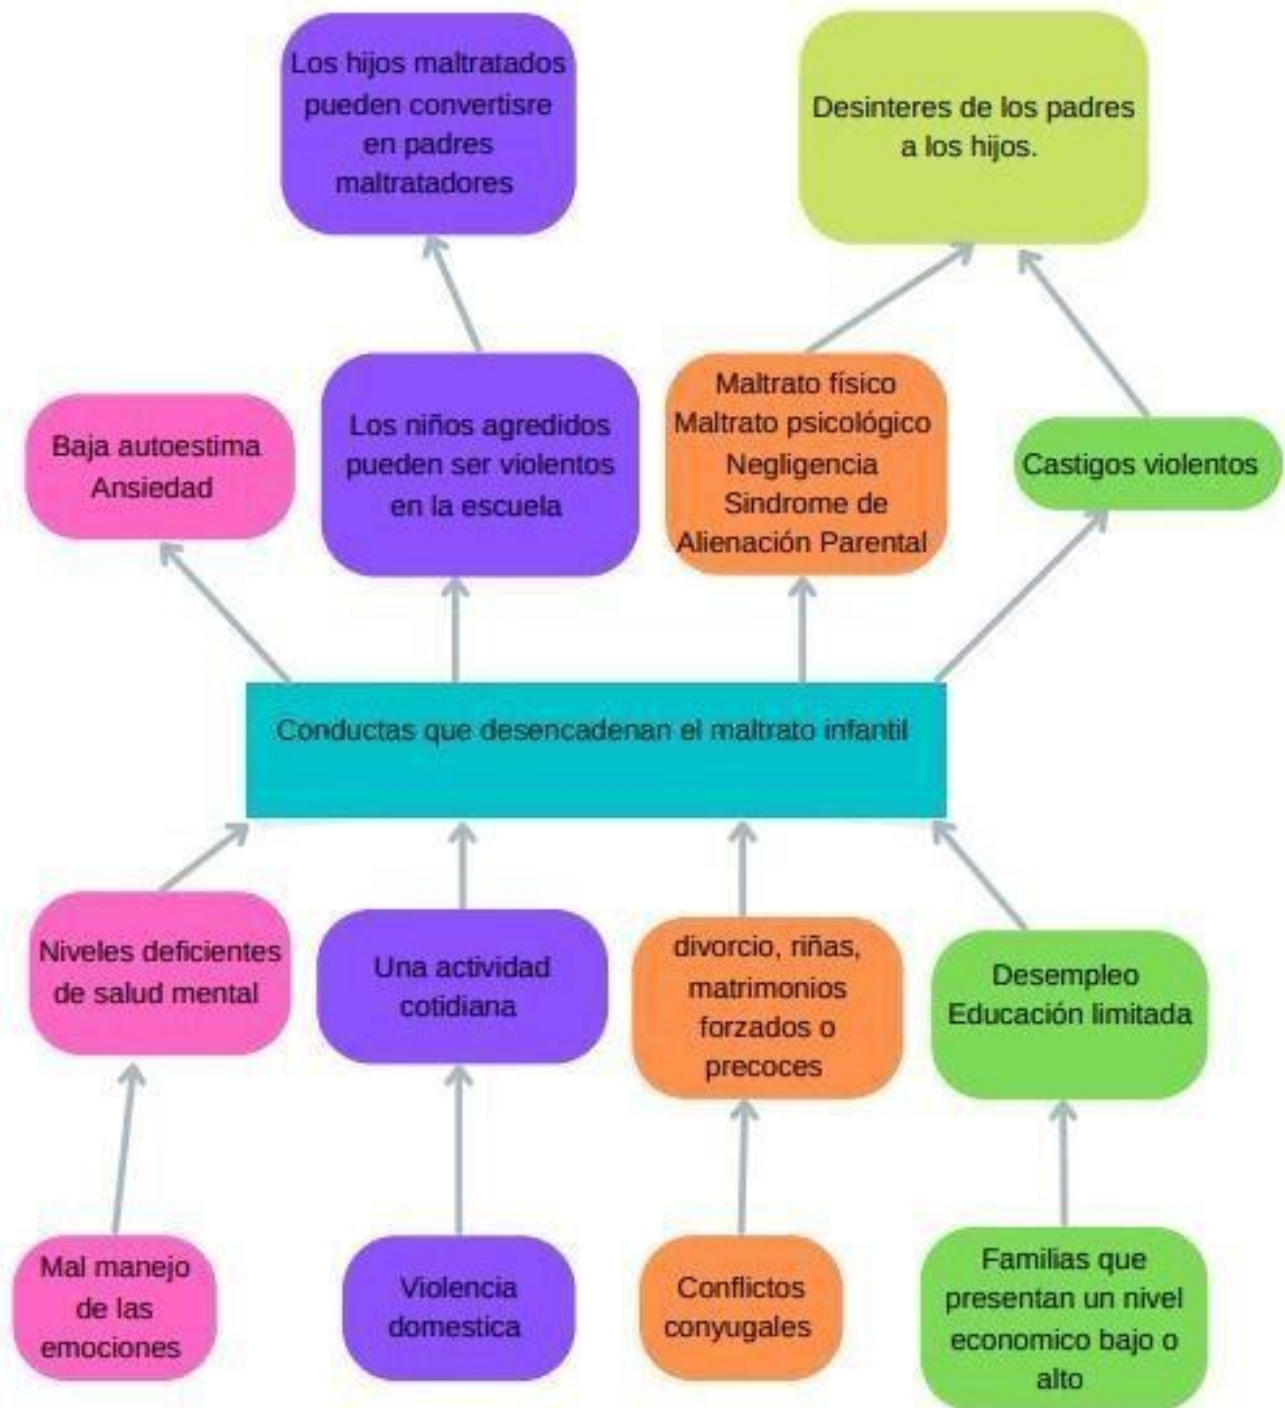 Los hijos maltratados
pueden convertisre
en padres
maltratadores
Desinteres de los padres
a los hijos.
Baja autoestima
Ansiedad
Los niños agredidos
pueden ser violentos
en la escuela
Maltrato físico
Maltrato psicológico
Negligencia
Sindrome de
Alienación Parental
Castigos violentos
Conductas que desencadenan el maltrato infantil
Niveles deficientes
de salud mental
Una actividad
cotidiana
divorcio, riñas,
matrimonios
forzados o
precoces
Desempleo
Educación limitada
Mal manejo
de las
emociones
Violencia
domestica
Conflictos
conyugales
Familias que
presentan un nivel
economico bajo o
alto